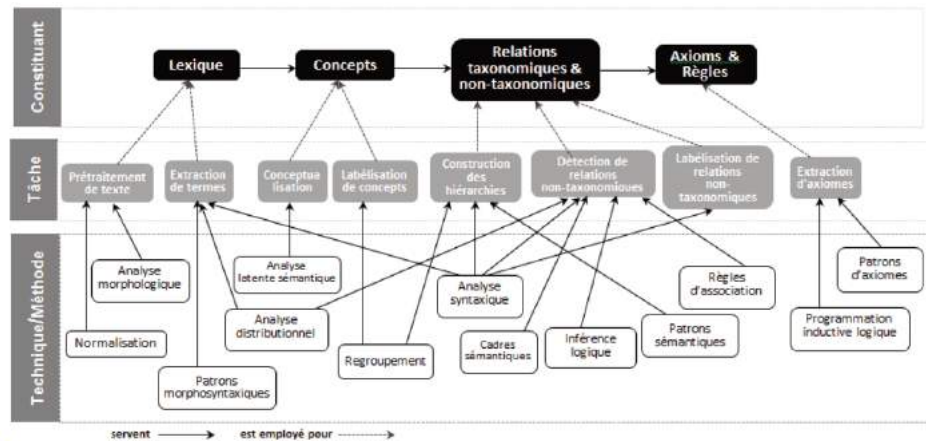 Constituant
Lexique
Concepts
Relations
taxonomiques &
non-taxonomiques
Axioms &
Règles
Tâche
Prétraitement
de texte
Extraction
de termes
Conceptua
lisation
Labélisation
de concepts
Construction
des
hiérarchies
Détection de
relations
non-taxonomiques
Labélisation de
relations
non-
taxonomiques
Extraction
d'axiomes
Technique/Méthode
Analyse
morphologique
Analyse
latente sémantique
Analyse
syntaxique
Règles
d'association
Patrons
d'axiomes
Normalisation
Analyse
distributionnel
Regroupement
Cadres
sémantiques
Inférence
logique
Patrons
sémantiques
Programmation
inductive logique
Patrons
morphosyntaxiques
servent
est employé pour